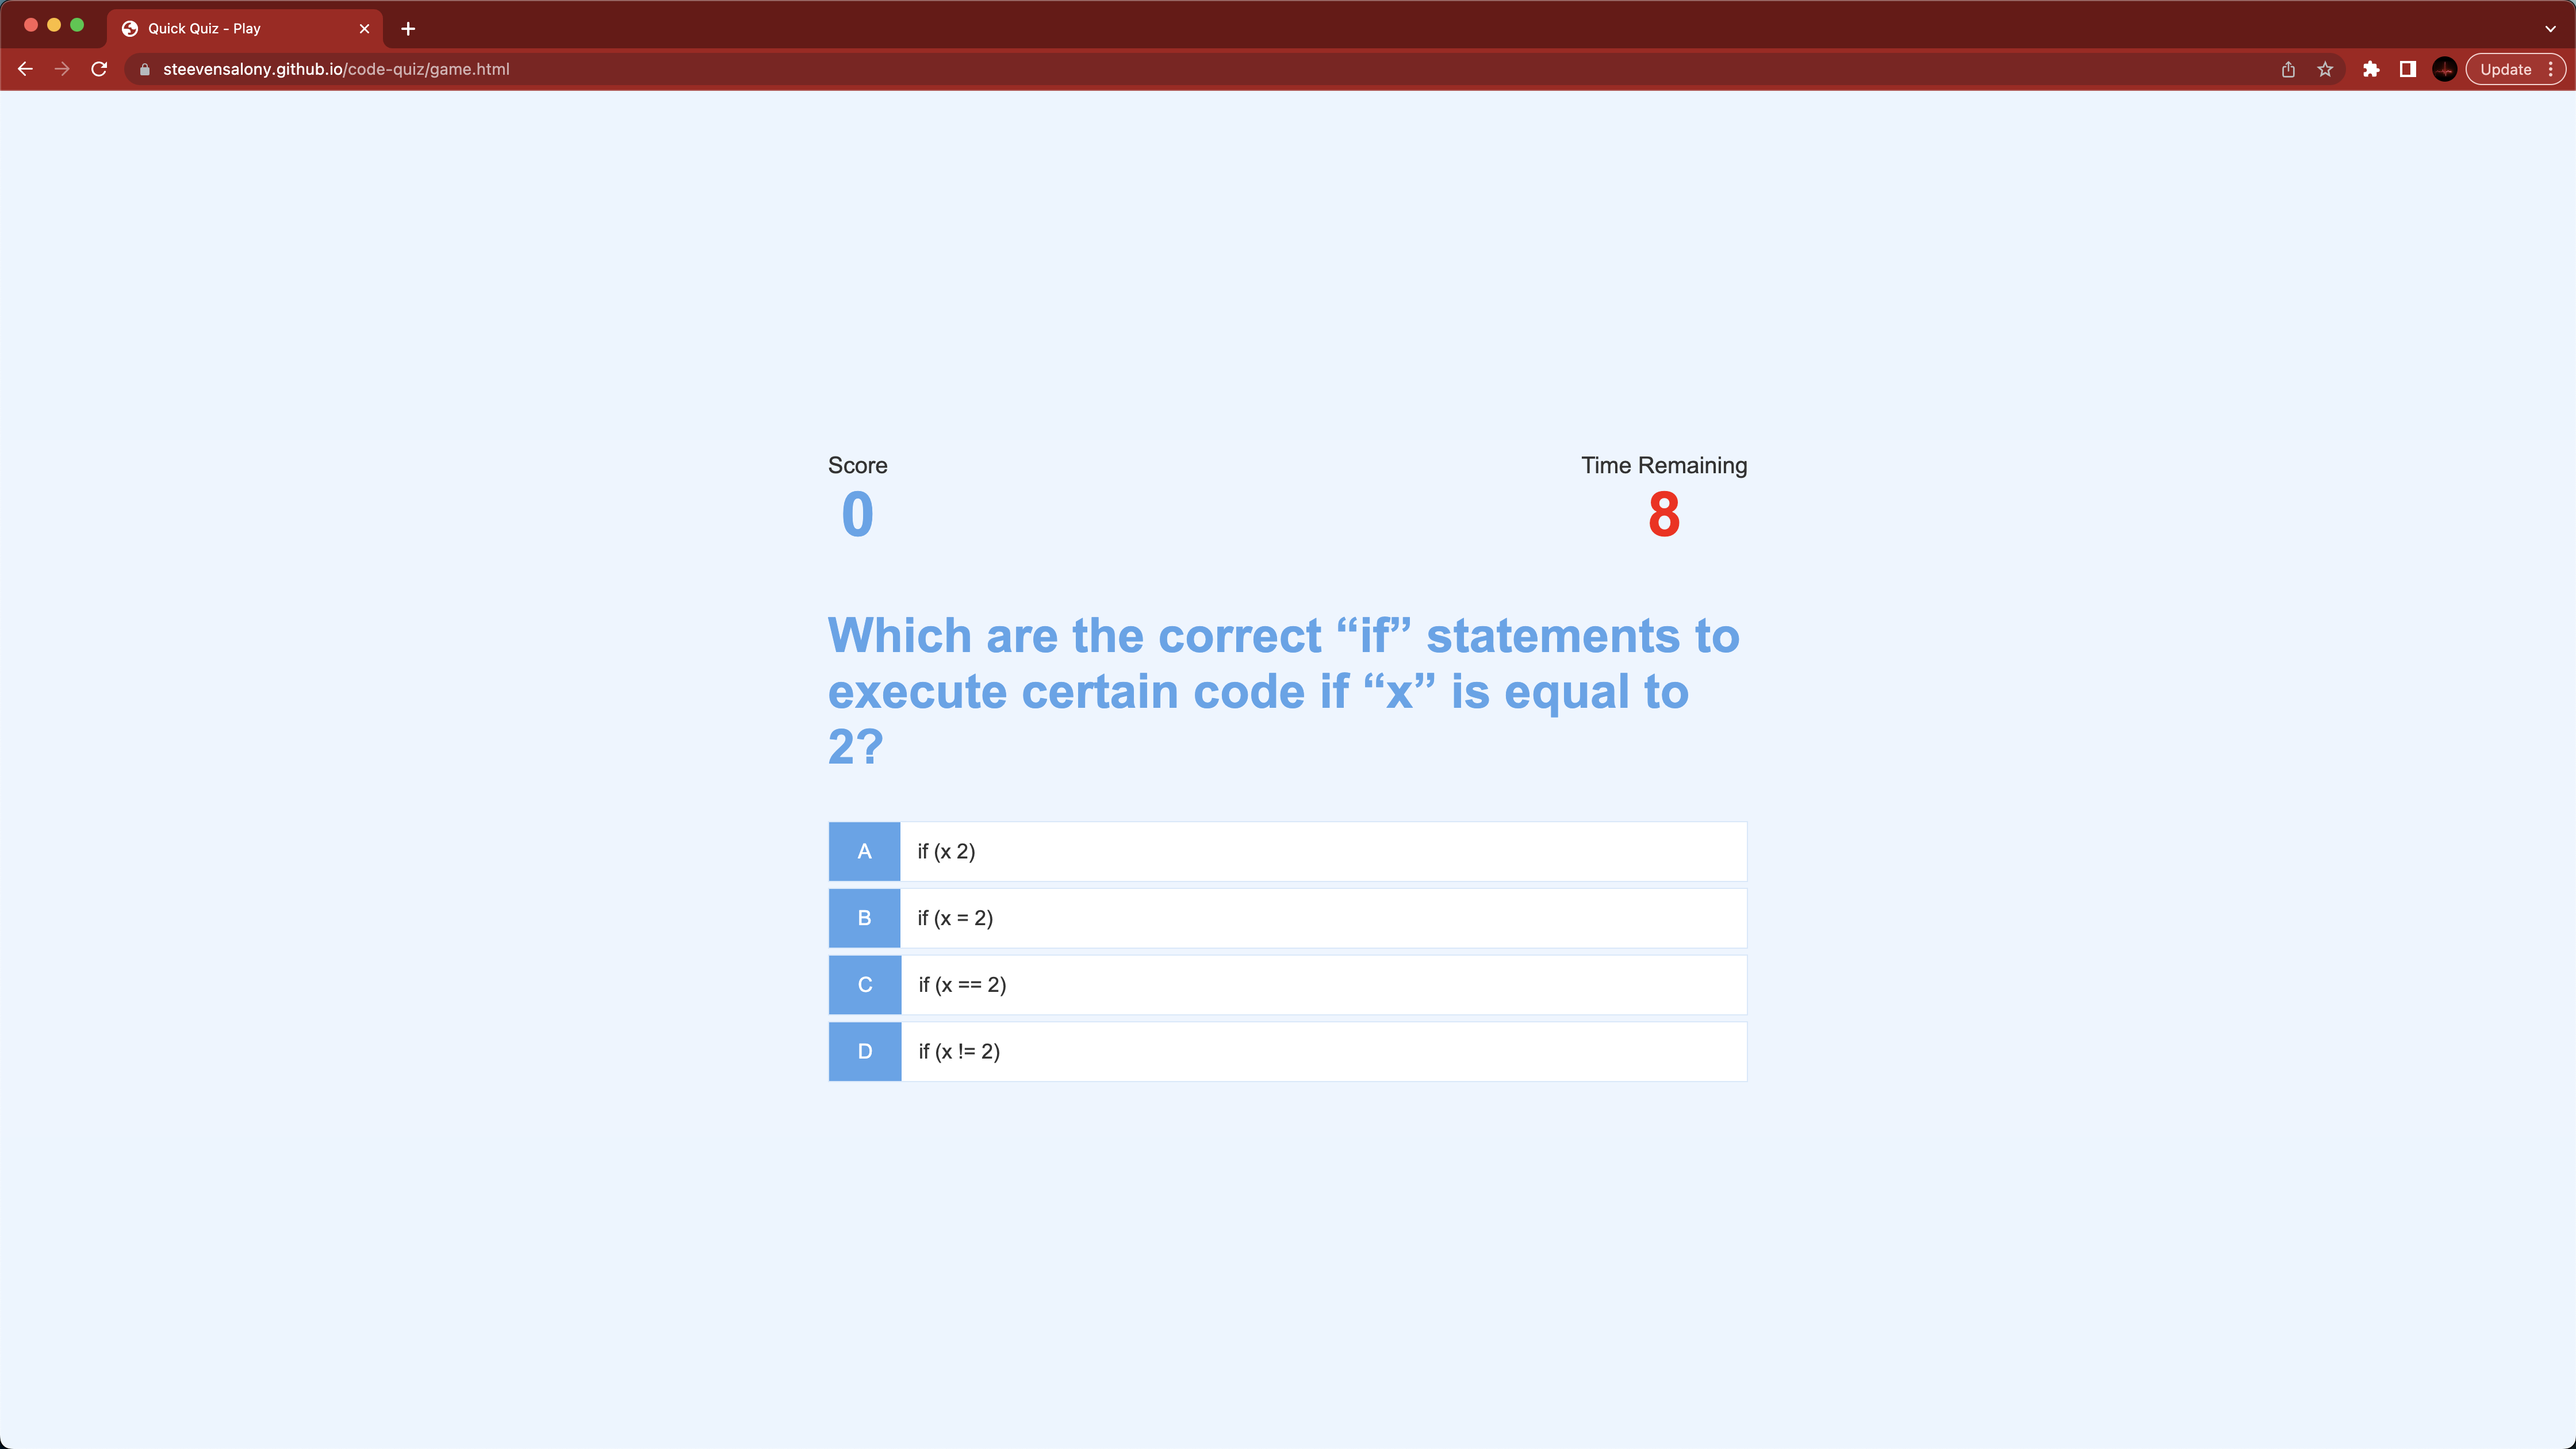 Quick Quiz - Play
steevensalony.github.io/code-quiz/game.html
Update
Score
Time Remaining
0
8
Which are the correct “if” statements to
execute certain code if “x” is equal to
2?
A if (x 2)
B if (x = 2)
C if (x == 2)
D if (x != 2)